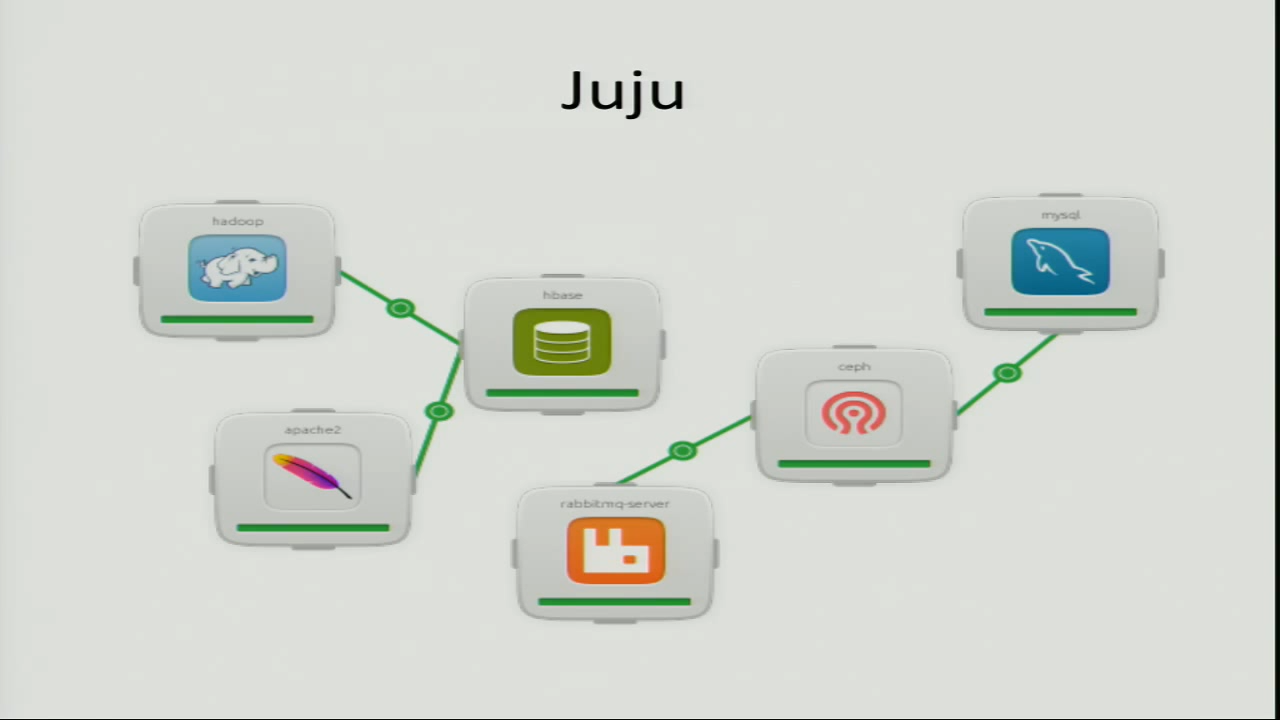 Juju
hadoop
hbase
mysql
ceph
apache2
rabbitmq-server